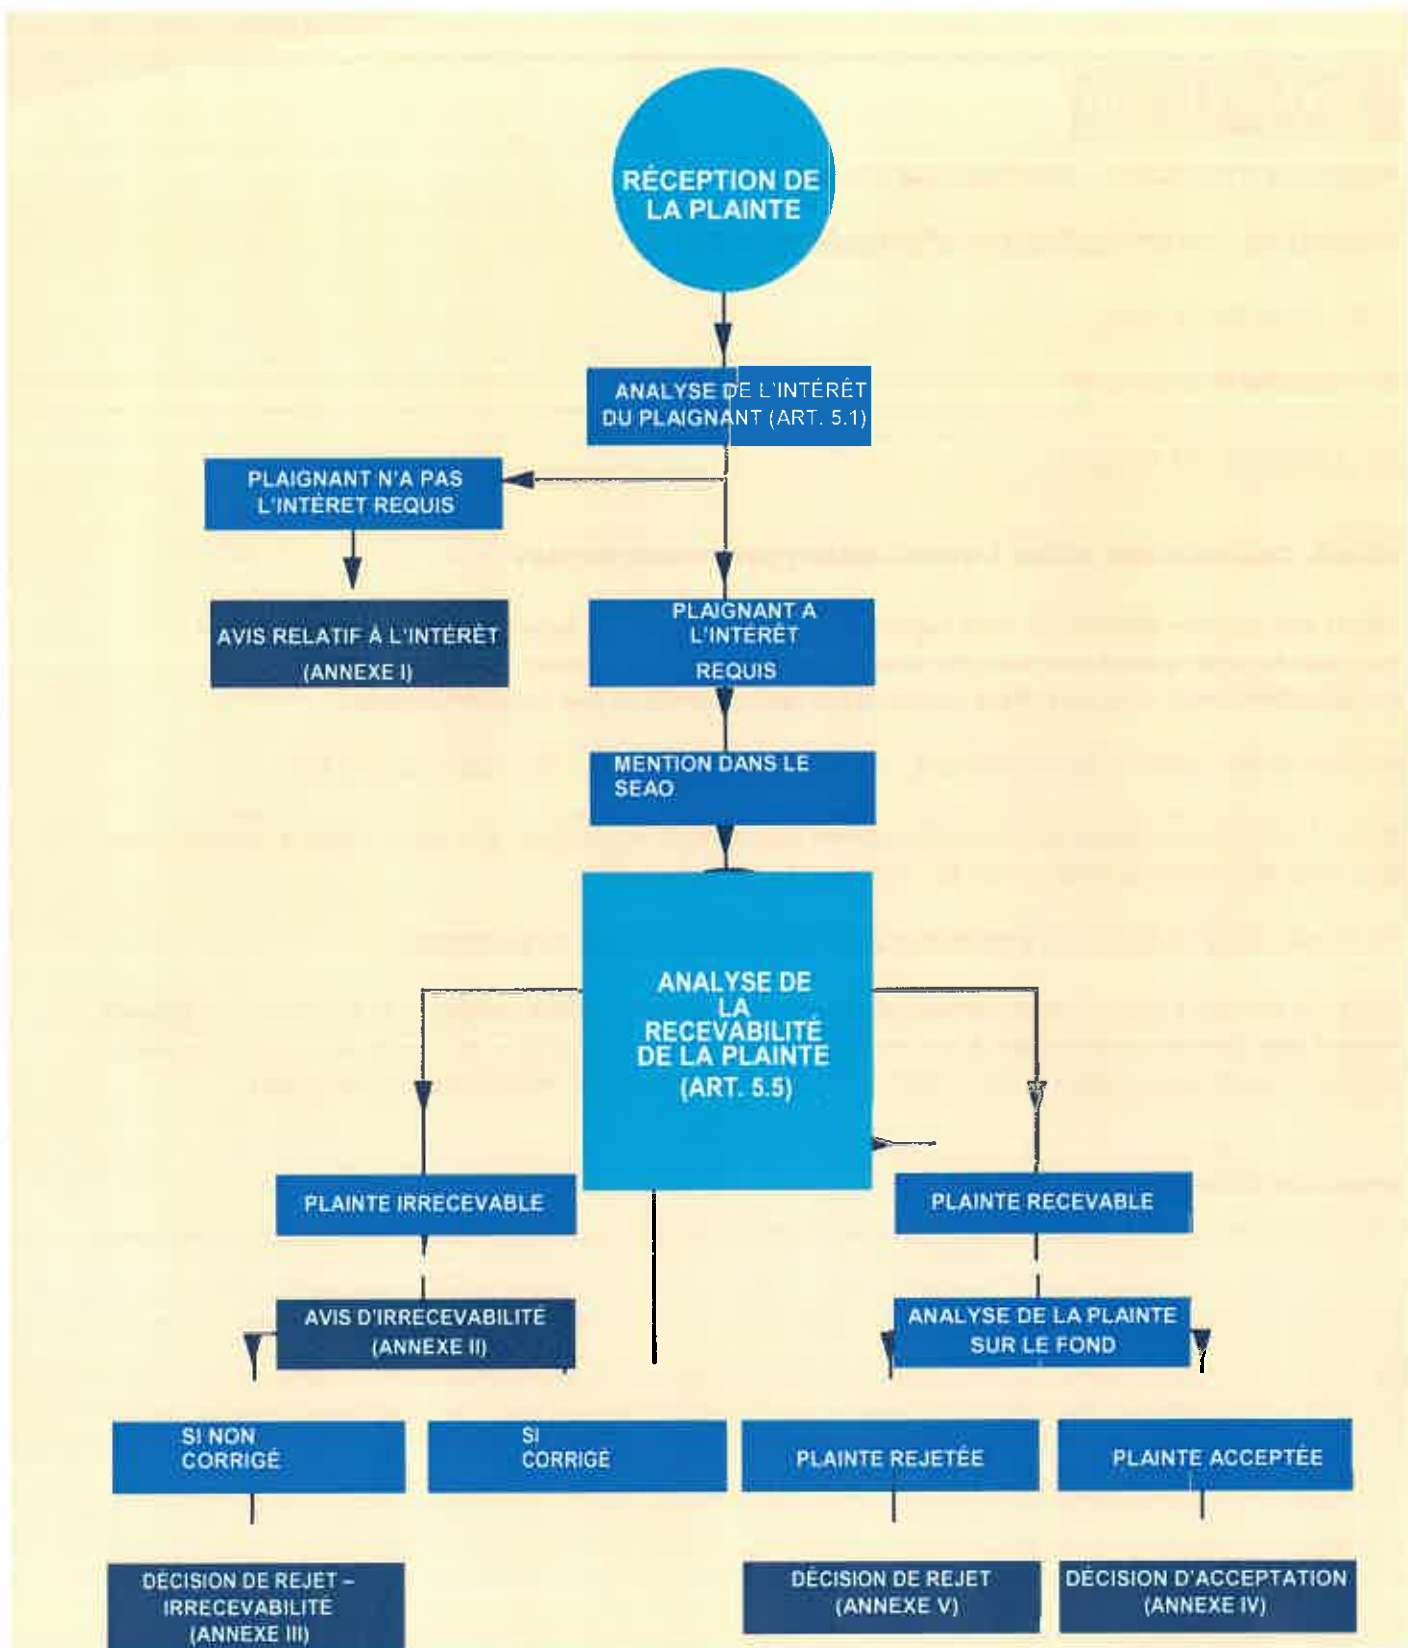 RÉCEPTION DE
LA PLAINTE
ANALYSE DE L'INTÉRÊT
DU PLAIGNANT (ART. 5.1)
PLAIGNANT N'A PAS
L'INTÉRET REQUIS
AVIS RELATIF À L'INTÉRÊT
(ANNEXE I)
PLAIGNANT A
L'INTÉRÊT
REQUIS
MENTION DANS LE
SEAO
ANALYSE DE
LA
RECEVABILITÉ
DE LA PLAINTE
(ART. 5.5)
PLAINTE IRRECEVABLE
PLAINTE RECEVABLE
AVIS D'IRRECEVABILITÉ
(ANNEXE II)
ANALYSE DE LA PLAINTE
SUR LE FOND
SI NON
CORRIGÉ
SI
CORRIGÉ
PLAINTE REJETÉE
PLAINTE ACCEPTÉE
DÉCISION DE REJET –
IRRECEVABILITÉ
(ANNEXE III)
DÉCISION DE REJET
(ANNEXE V)
DÉCISION D'ACCEPTATION
(ANNEXE IV)